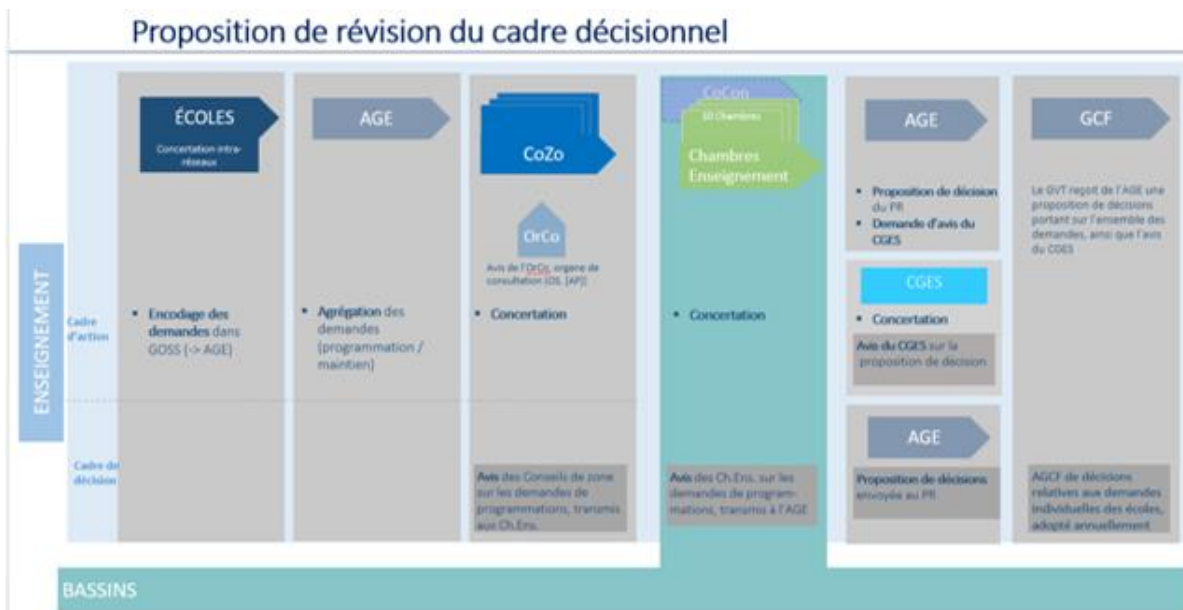 Proposition de révision du cadre décisionnel
ENSEIGNEMENT
Cadre
d'action
Cadre de
décision
ÉCOLES
Concertation intra-
réseaux
Encodage des
demandes dans
GOSS (-> AGE)
AGE
Agrégation des
demandes
(programmation /
maintien)
CoZo
OrCo
Avis de l'OrCo, organe de
consultation (OS, [AP])
Concertation
Avis des Conseils de zone
sur les demandes de
programmations, transmis
aux Ch.Ens.
CoCon
10 Chambres
Chambres
Enseignement
Concertation
Avis des Ch.Ens. sur les
demandes de program-
mations, transmis à l'AGE
AGE
Proposition de décision
du PR
Demande d'avis du
CGES
CGES
Concertation
Avis du CGES sur la
proposition de décision
AGE
Proposition de décisions
envoyée au PR
GCF
Le GVT reçoit de l'AGE une
proposition de décisions
portant sur l'ensemble des
demandes, ainsi que l'avis
du CGES
AGCF de décisions
relatives aux demandes
individuelles des écoles,
adopté annuellement
BASSINS